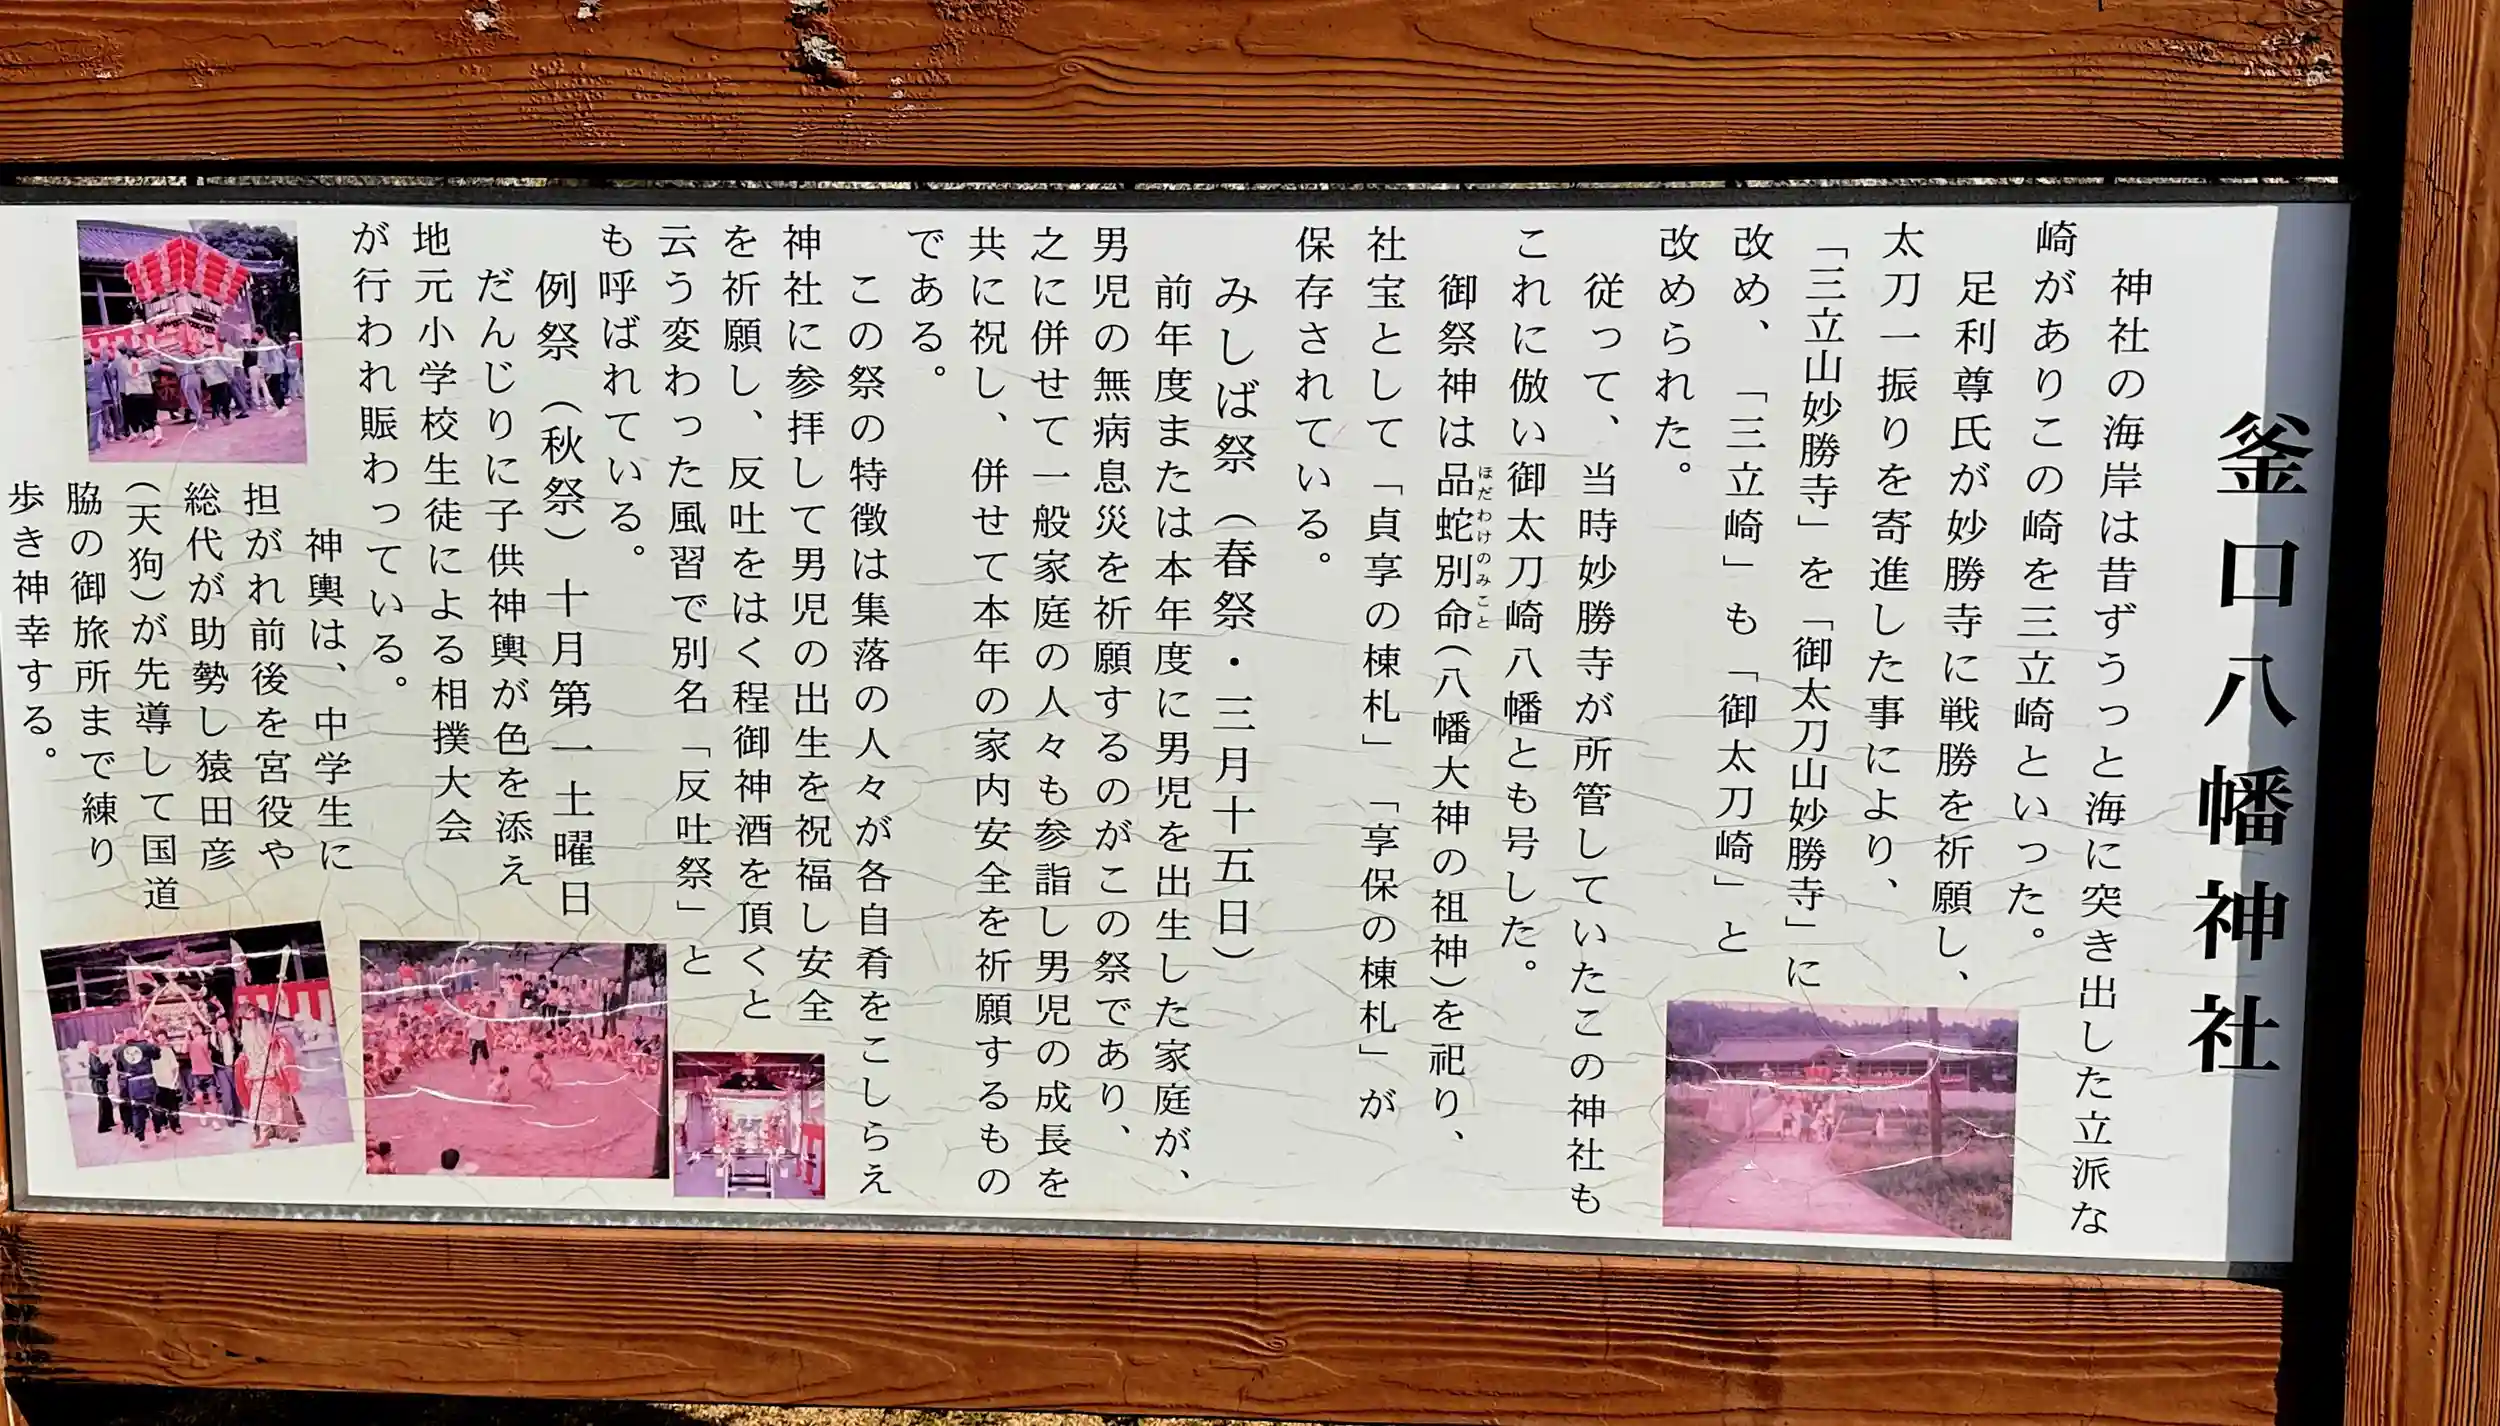 釜口八幡神社
神社の海岸は昔ずうっと海に突き出した立派な
崎がありこの崎を三立崎といった。
足利尊氏が妙勝寺に戦勝を祈願し、
太刀一振りを寄進した事により、
「三立山妙勝寺」を「御太刀山妙勝寺」に
改め、「三立崎」も「御太刀崎」と
改められた。
従って、当時妙勝寺が所管していたこの神社も
これに倣い御太刀崎八幡とも号した。
ほだわけのみこと
御祭神は品蛇別命(八幡大神の祖神)を祀り、
社宝として「貞享の棟札」「享保の棟札」が
保存されている。
みしば祭(春祭・三月十五日)
前年度または本年度に男児を出生した家庭が、
男児の無病息災を祈願するのがこの祭であり、
之に併せて一般家庭の人々も参詣し男児の成長を
共に祝し、併せて本年の家内安全を祈願するもの
である。
この祭の特徴は集落の人々が各自肴をこしらえ
神社に参拝して男児の出生を祝福し安全
を祈願し、反吐をはく程御神酒を頂くと
云う変わった風習で別名「反吐祭」と
も呼ばれている。
例祭(秋祭)十月第一土曜日
だんじりに子供神輿が色を添え
地元小学校生徒による相撲大会
が行われ賑わっている。
神輿は、中学生に
担がれ前後を宮役や
総代が助勢し猿田彦
(天狗)が先導して国道
脇の御旅所まで練り
歩き神幸する。